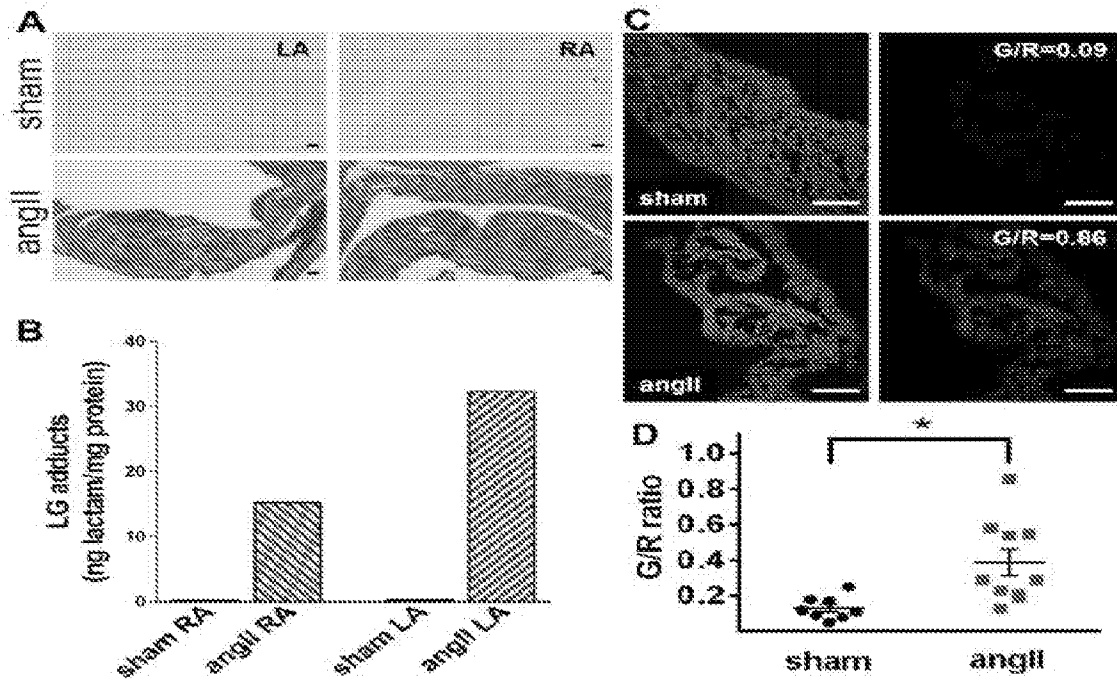 A
LA
RA
sham
angII
B
LG adducts
(ng lactam/mg protein)
40
30
20
10
0
sham RA
angII RA
sham LA
angII LA
C
G/R=0.09
sham
G/R=0.86
angII
D
*
G/R ratio
1.0
0.8
0.6
0.4
0.2
sham
angII